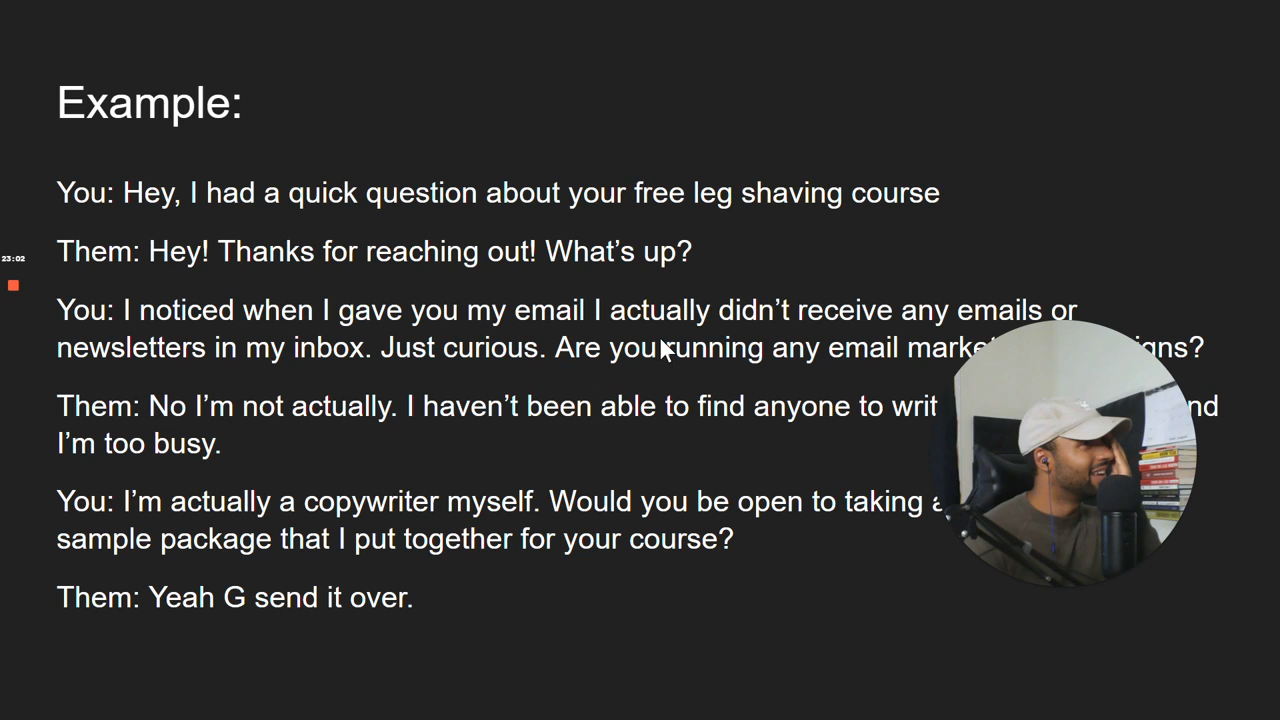 Example:
You: Hey, I had a quick question about your free leg shaving course
Them: Hey! Thanks for reaching out! What's up?
23:02
You: I noticed when I gave you my email I actually didn't receive any emails or
newsletters in my inbox. Just curious. Are you running any email
Them: No I'm not actually. I haven't been able to find anyone to
I'm too busy.
You: I'm actually a copywriter myself. Would you be open to taking
sample package that I put together for your course?
Them: Yeah G send it over.